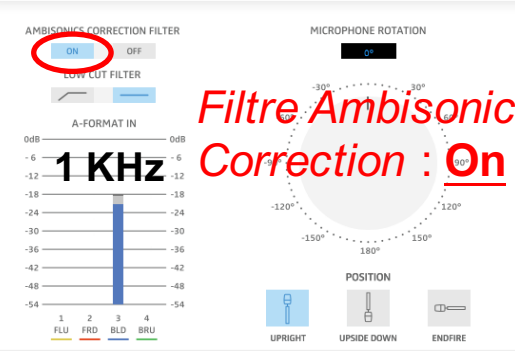 AMBISONICS CORRECTION FILTER
ON OFF
LOW CUT FILTER
A-FORMAT IN
0dB 0dB
- 6 - 6
-12 -12
-18 -18
-24 -24
-30 -30
-36 -36
-42 -42
-48 -48
-54 -54
1 KHz
1 2 3 4
FLU FRD BLD BRU
MICROPHONE ROTATION
0°
-30° 30°
-60° 60°
-90° 90°
-120° 120°
-150° 150°
180°
Filtre Ambisonic
Correction : On
POSITION
UPRIGHT UPSIDE DOWN ENDFIRE